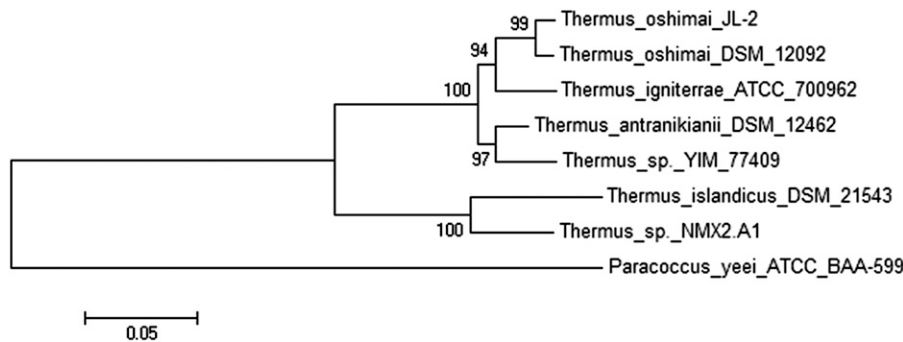 Thermus_oshimai_JL-2
99
Thermus_oshimai_DSM_12092
94
Thermus_igniterrae_ATCC_700962
100
Thermus_antranikianii_DSM_12462
97
Thermus_sp._YIM_77409
Thermus_islandicus_DSM_21543
100
Thermus_sp._NMX2.A1
Paracoccus_yeei_ATCC_BAA-599
0.05